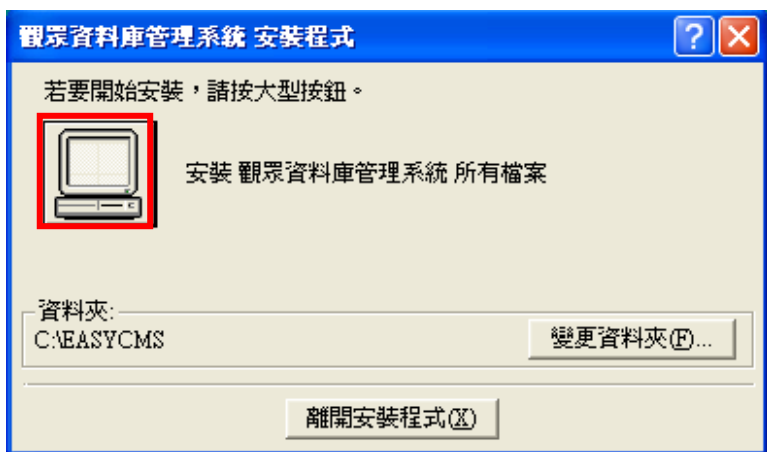 觀眾資料庫管理系統 安裝程式
若要開始安裝，請按大型按鈕。
安裝 觀眾資料庫管理系統 所有檔案
資料夾:
C:\EASYCMS
變更資料夾(F)...
離開安裝程式(X)